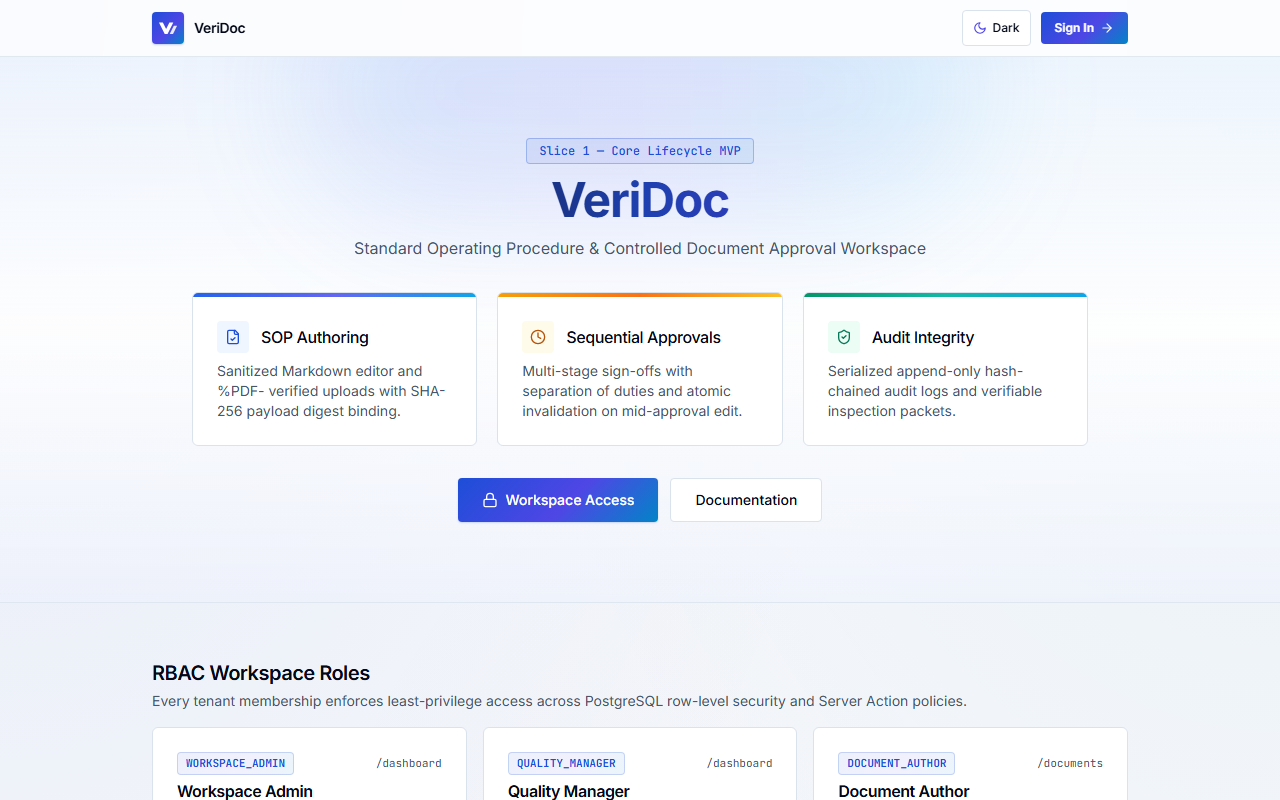 VeriDoc
Dark
Sign In
Slice 1 — Core Lifecycle MVP
VeriDoc
Standard Operating Procedure & Controlled Document Approval Workspace
SOP Authoring
Sanitized Markdown editor and
%PDF- verified uploads with SHA-
256 payload digest binding.
Sequential Approvals
Multi-stage sign-offs with
separation of duties and atomic
invalidation on mid-approval edit.
Audit Integrity
Serialized append-only hash-
chained audit logs and verifiable
inspection packets.
Workspace Access
Documentation
RBAC Workspace Roles
Every tenant membership enforces least-privilege access across PostgreSQL row-level security and Server Action policies.
WORKSPACE_ADMIN
/dashboard
Workspace Admin
QUALITY_MANAGER
/dashboard
Quality Manager
DOCUMENT_AUTHOR
/documents
Document Author